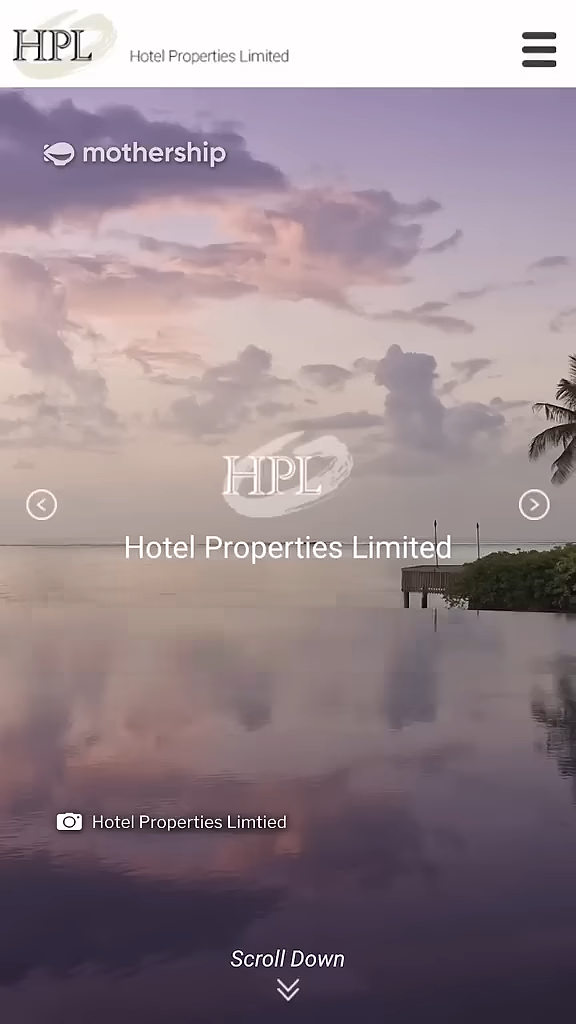 HPL
Hotel Properties Limited
mothership
HPL
Hotel Properties Limited
Hotel Properties Limtied
Scroll Down